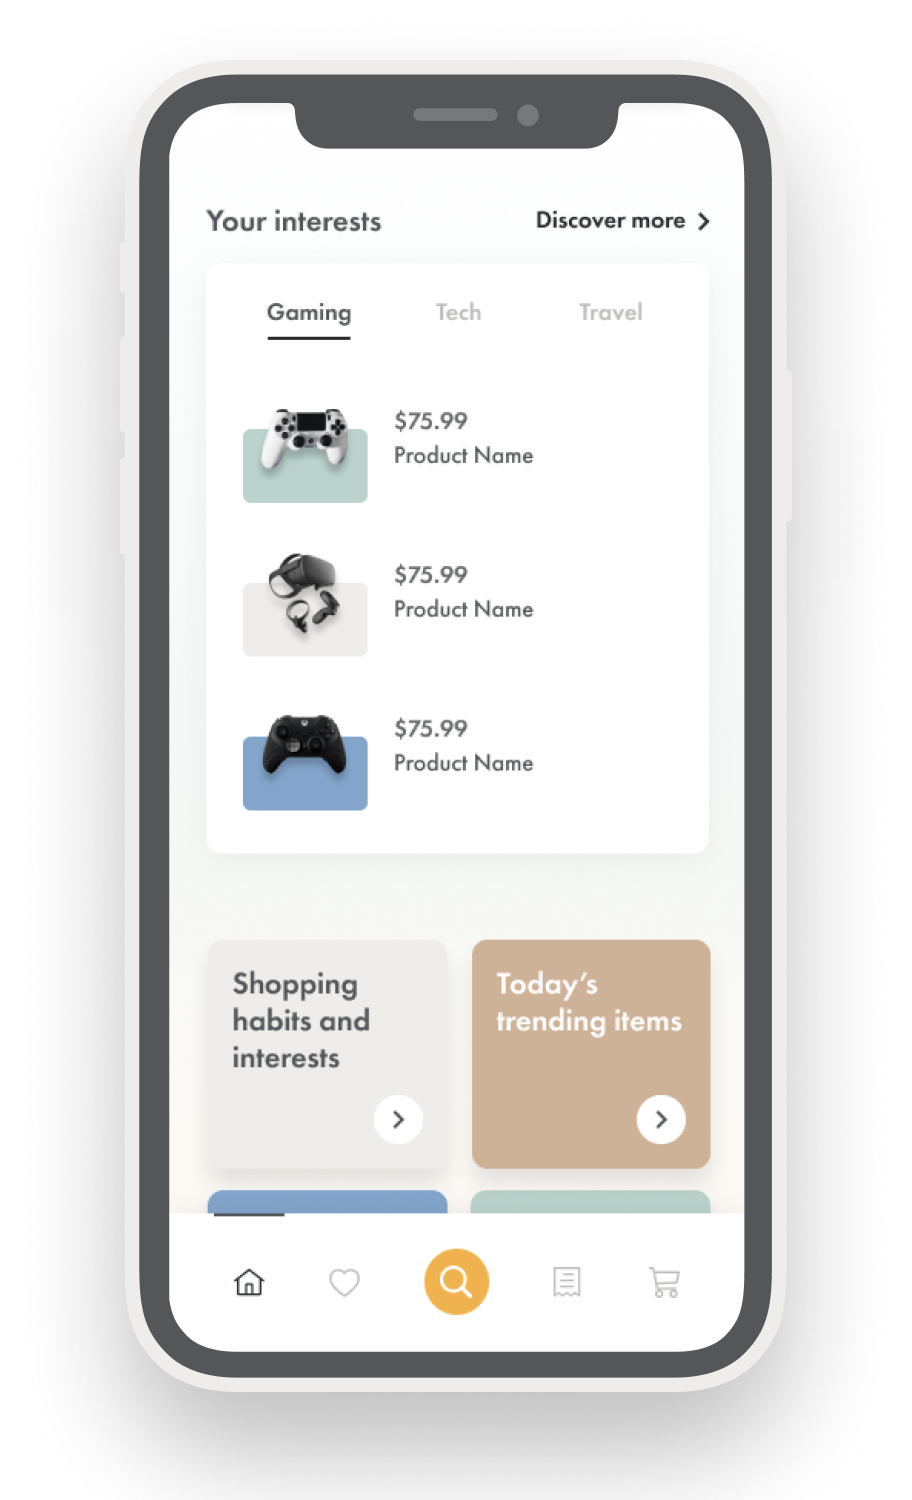 Your interests
Discover more
Gaming
Tech
Travel
$75.99
Product Name
$75.99
Product Name
$75.99
Product Name
Shopping
habits and
interests
Today’s
trending items